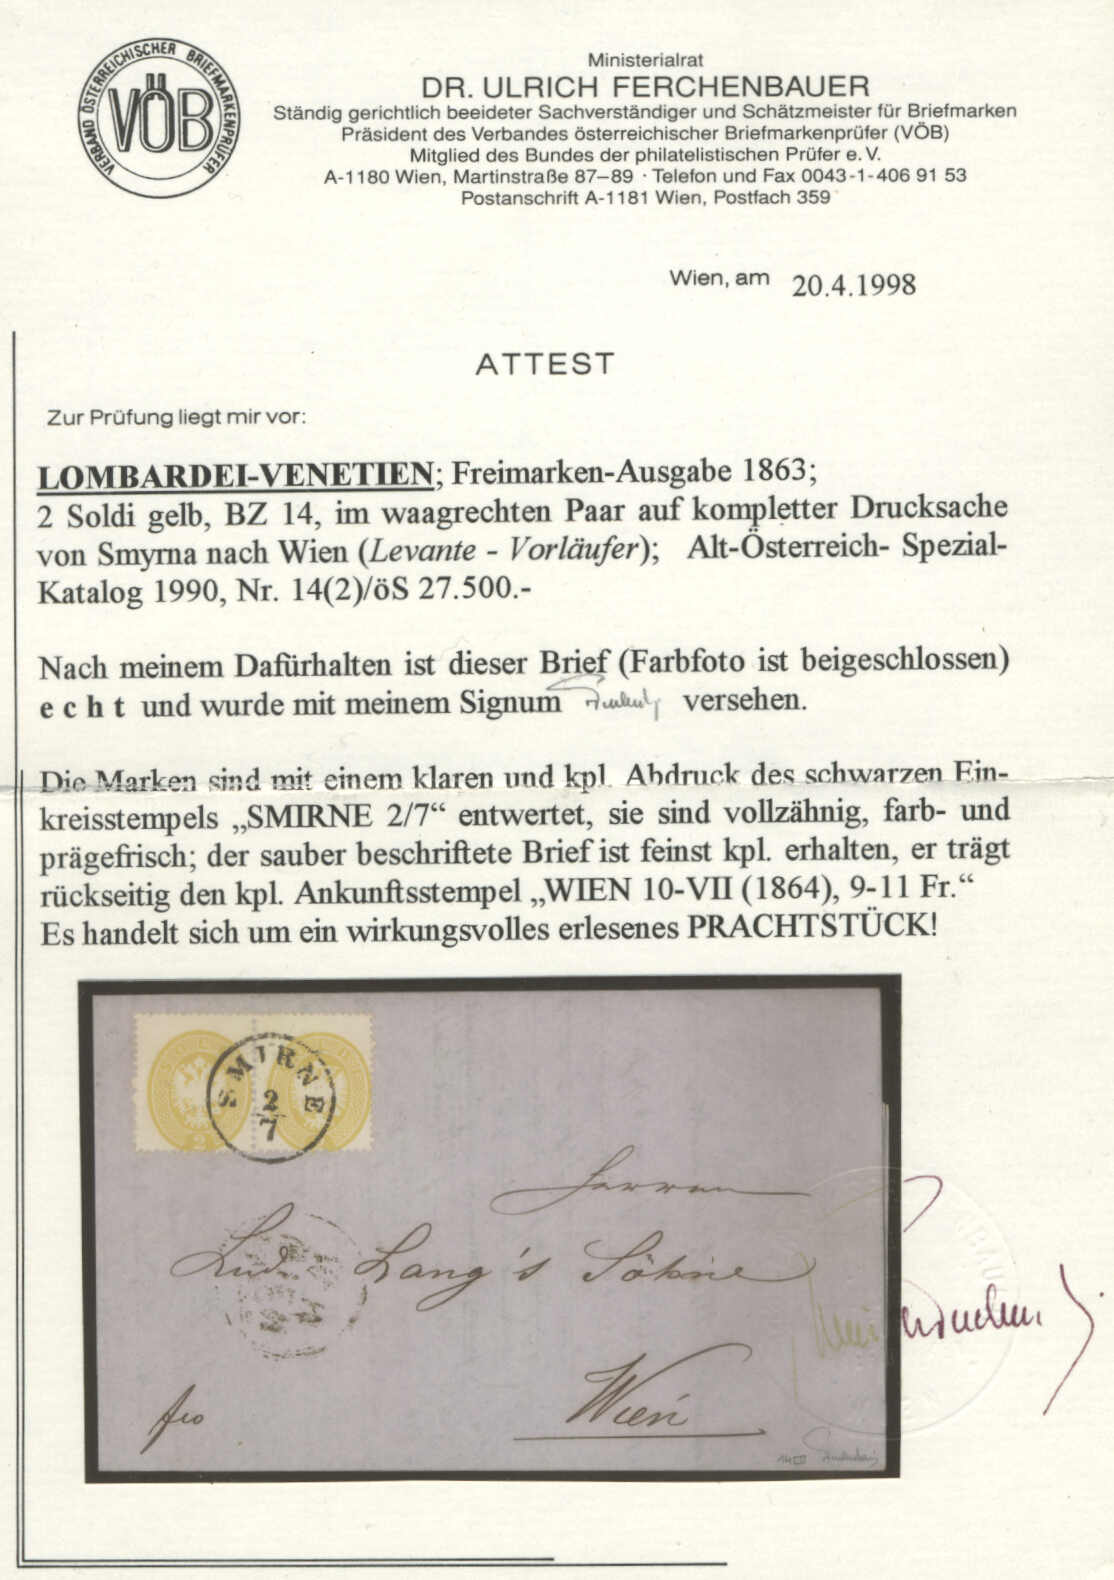 VERBAND ÖSTERREICHISCHER BRIEFMARKENPRÜFER
VÖB
Ministerialrat
DR. ULRICH FERCHENBAUER
Ständig gerichtlich beeideter Sachverständiger und Schätzmeister für Briefmarken
Präsident des Verbandes österreichischer Briefmarkenprüfer (VÖB)
Mitglied des Bundes der philatelistischen Prüfer e. V.
A-1180 Wien, Martinstraße 87–89 · Telefon und Fax 0043-1-406 91 53
Postanschrift A-1181 Wien, Postfach 359
Wien, am 20.4.1998
ATTEST
Zur Prüfung liegt mir vor:
LOMBARDEI-VENETIEN; Freimarken-Ausgabe 1863;
2 Soldi gelb, BZ 14, im waagrechten Paar auf kompletter Drucksache
von Smyrna nach Wien (Levante - Vorläufer); Alt-Österreich- Spezial-
Katalog 1990, Nr. 14(2)/öS 27.500.-
Nach meinem Dafürhalten ist dieser Brief (Farbfoto ist beigeschlossen)
e c h t und wurde mit meinem Signum versehen.
Die Marken sind mit einem klaren und kpl. Abdruck des schwarzen Ein-
kreisstempels „SMIRNE 2/7“ entwertet, sie sind vollzähnig, farb- und
prägefrisch; der sauber beschriftete Brief ist feinst kpl. erhalten, er trägt
rückseitig den kpl. Ankunftsstempel „WIEN 10-VII (1864), 9-11 Fr.“
Es handelt sich um ein wirkungsvolles erlesenes PRACHTSTÜCK!
SMIRNE
2
7
Herren
Lud. Lang's Söhne
fro
Wien